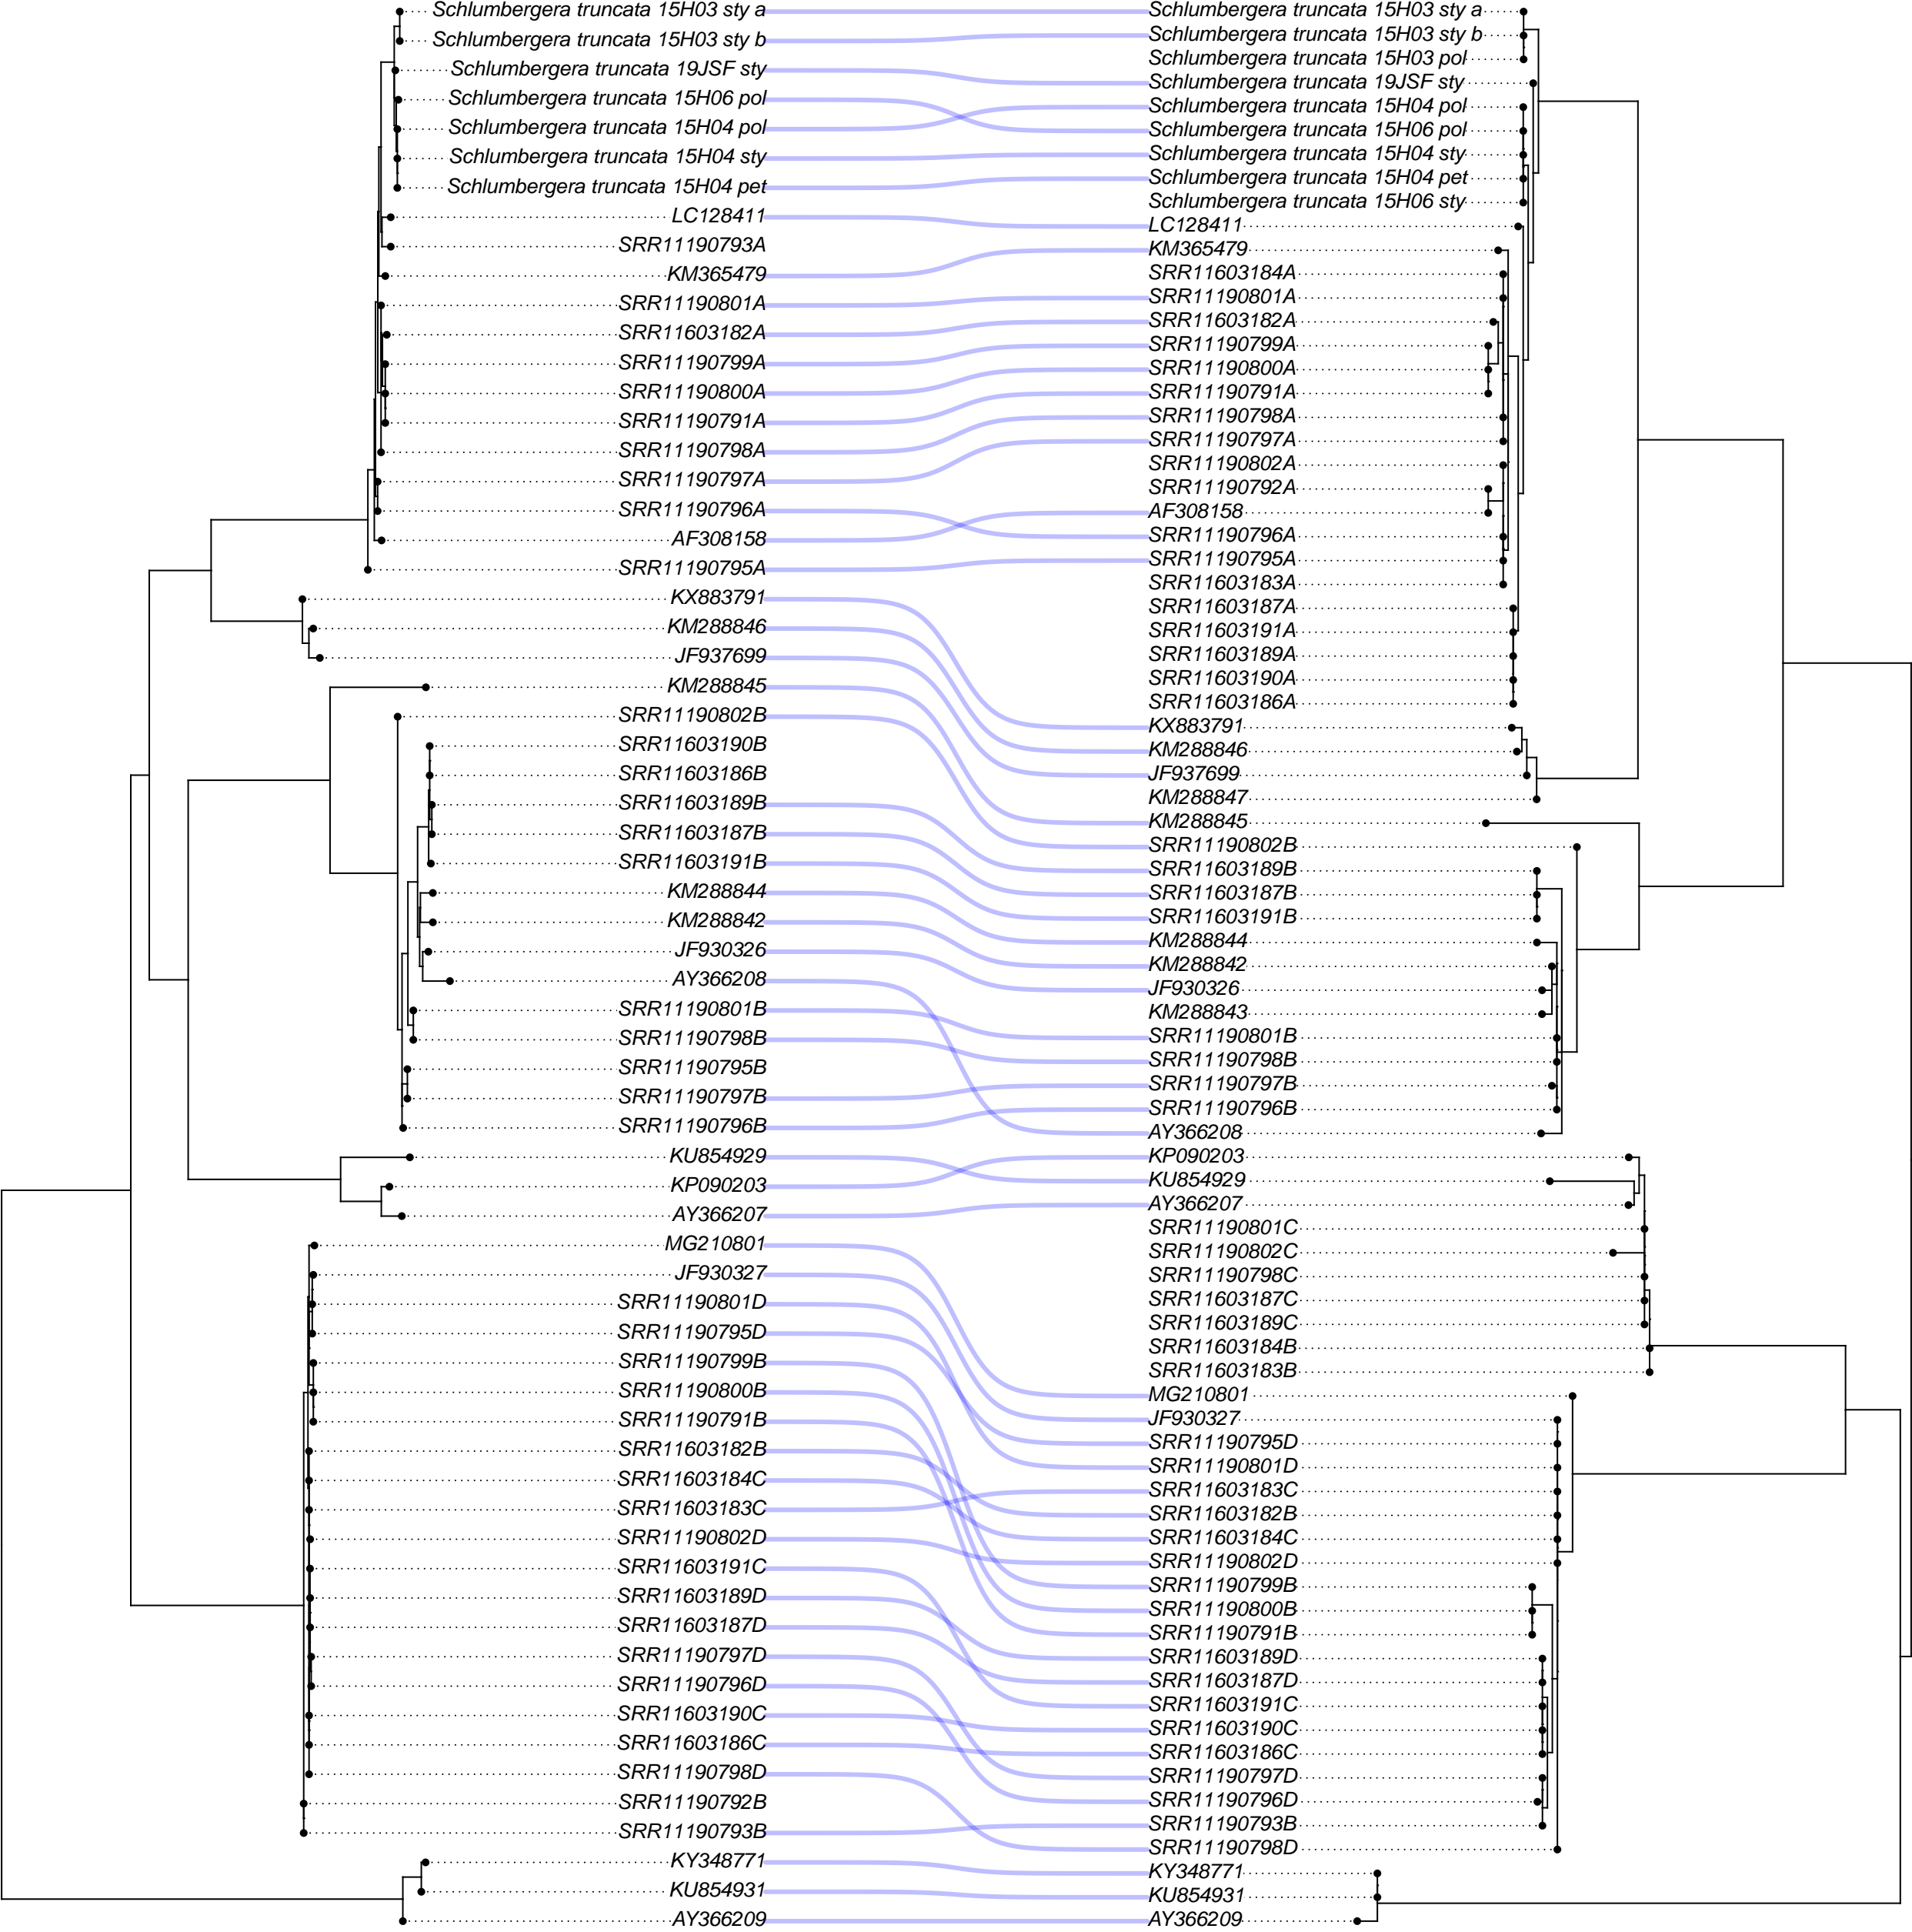 Schlumbergera truncata 15H03 sty a
Schlumbergera truncata 15H03 sty b
Schlumbergera truncata 19JSF sty
Schlumbergera truncata 15H06 pol
Schlumbergera truncata 15H04 pol
Schlumbergera truncata 15H04 sty
Schlumbergera truncata 15H04 pet
LC128411
SRR11190793A
KM365479
SRR11190801A
SRR11603182A
SRR11190799A
SRR11190800A
SRR11190791A
SRR11190798A
SRR11190797A
SRR11190796A
AF308158
SRR11190795A
KX883791
KM288846
JF937699
KM288845
SRR11190802B
SRR11603190B
SRR11603186B
SRR11603189B
SRR11603187B
SRR11603191B
KM288844
KM288842
JF930326
AY366208
SRR11190801B
SRR11190798B
SRR11190795B
SRR11190797B
SRR11190796B
KU854929
KP090203
AY366207
MG210801
JF930327
SRR11190801D
SRR11190795D
SRR11190799B
SRR11190800B
SRR11190791B
SRR11603182B
SRR11603184C
SRR11603183C
SRR11190802D
SRR11603191C
SRR11603189D
SRR11603187D
SRR11190797D
SRR11190796D
SRR11603190C
SRR11603186C
SRR11190798D
SRR11190792B
SRR11190793B
KY348771
KU854931
AY366209
Schlumbergera truncata 15H03 sty a
Schlumbergera truncata 15H03 sty b
Schlumbergera truncata 15H03 pol
Schlumbergera truncata 19JSF sty
Schlumbergera truncata 15H04 pol
Schlumbergera truncata 15H06 pol
Schlumbergera truncata 15H04 sty
Schlumbergera truncata 15H04 pet
Schlumbergera truncata 15H06 sty
LC128411
KM365479
SRR11603184A
SRR11190801A
SRR11603182A
SRR11190799A
SRR11190800A
SRR11190791A
SRR11190798A
SRR11190797A
SRR11190802A
SRR11190792A
AF308158
SRR11190796A
SRR11190795A
SRR11603183A
SRR11603187A
SRR11603191A
SRR11603189A
SRR11603190A
SRR11603186A
KX883791
KM288846
JF937699
KM288847
KM288845
SRR11190802B
SRR11603189B
SRR11603187B
SRR11603191B
KM288844
KM288842
JF930326
KM288843
SRR11190801B
SRR11190798B
SRR11190797B
SRR11190796B
AY366208
KP090203
KU854929
AY366207
SRR11190801C
SRR11190802C
SRR11190798C
SRR11603187C
SRR11603189C
SRR11603184B
SRR11603183B
MG210801
JF930327
SRR11190795D
SRR11190801D
SRR11603183C
SRR11603182B
SRR11603184C
SRR11190802D
SRR11190799B
SRR11190800B
SRR11190791B
SRR11603189D
SRR11603187D
SRR11603191C
SRR11603190C
SRR11603186C
SRR11190797D
SRR11190796D
SRR11190793B
SRR11190798D
KY348771
KU854931
AY366209